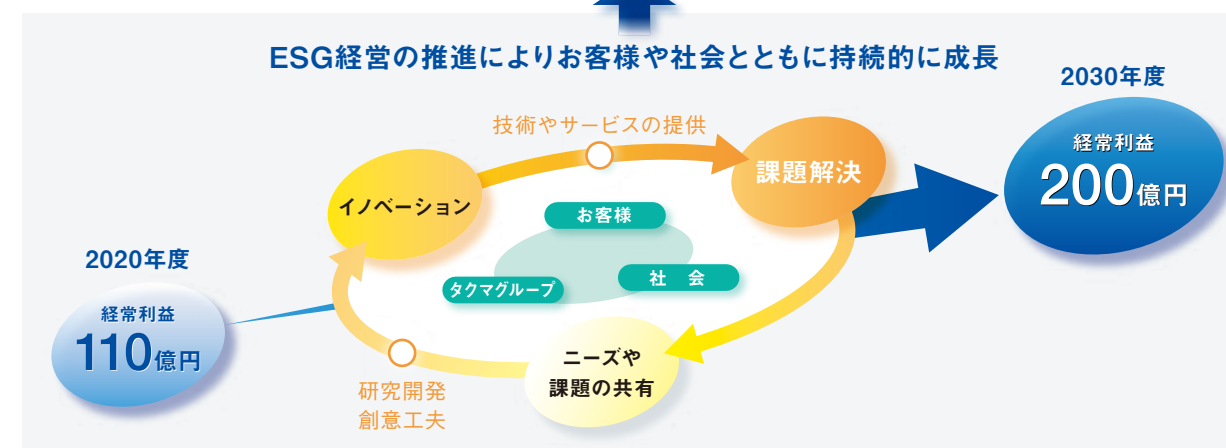 ESG経営の推進によりお客様や社会とともに持続的に成長
2030年度
経常利益
200億円
技術やサービスの提供
課題解決
イノベーション
お客様
社 会
タクマグループ
2020年度
経常利益
110億円
ニーズや
課題の共有
研究開発
創意工夫